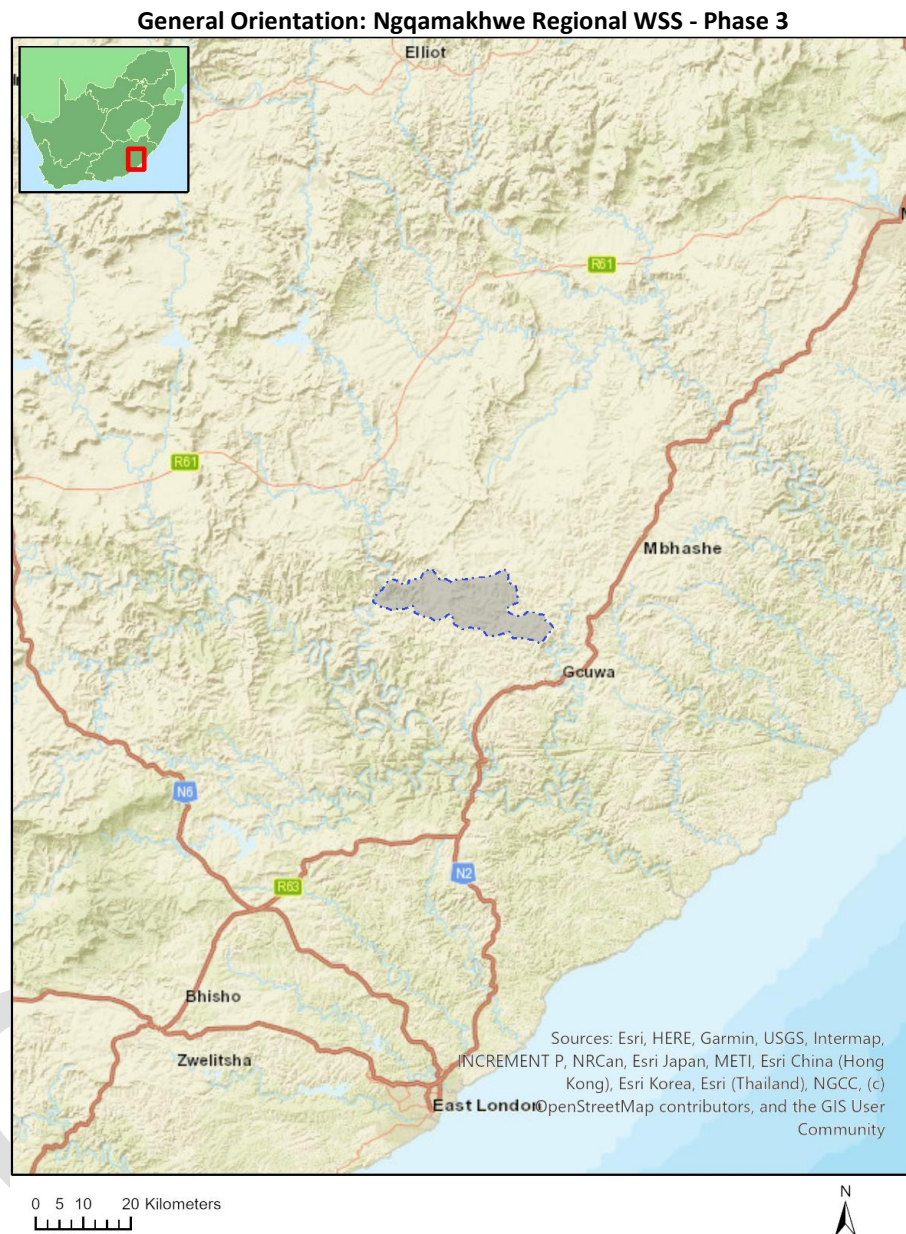 General Orientation: Ngqamakhwe Regional WSS - Phase 3
Elliot
R61
R61
Mbhashe
Gcuwa
N6
N2
R63
Bhisho
Zwelitsha
East London
Sources: Esri, HERE, Garmin, USGS, Intermap,
INCREMENT P, NRCan, Esri Japan, METI, Esri China (Hong
Kong), Esri Korea, Esri (Thailand), NGCC, (c)
OpenStreetMap contributors, and the GIS User
Community
0 5 10 20 Kilometers
N